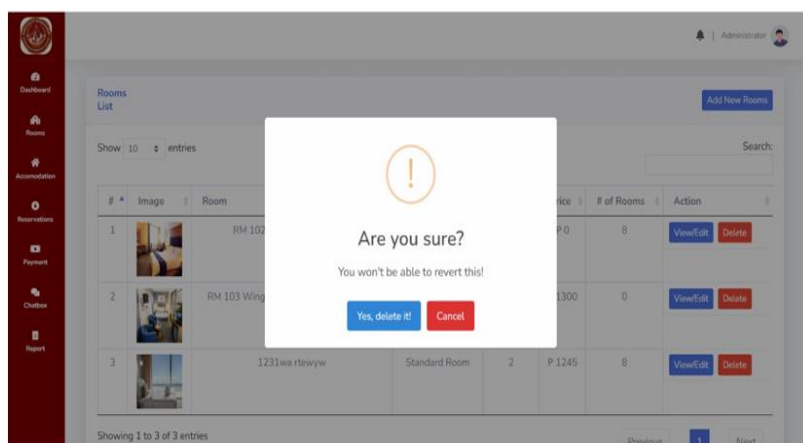 Administrator
Dashboard
Rooms
Accomodation
Reservations
Payment
Chatbox
Report
Rooms
List
Add New Rooms
Show 10 entries
Search:
# Image Room rice # of Rooms Action
1 RM 102 P 0 8 View/Edit Delete
2 RM 103 Wing 1300 0 View/Edit Delete
3 1231wa rtewyw Standard Room 2 P 1245 8 View/Edit Delete
Showing 1 to 3 of 3 entries
Previous 1 Next
!
Are you sure?
You won't be able to revert this!
Yes, delete it! Cancel